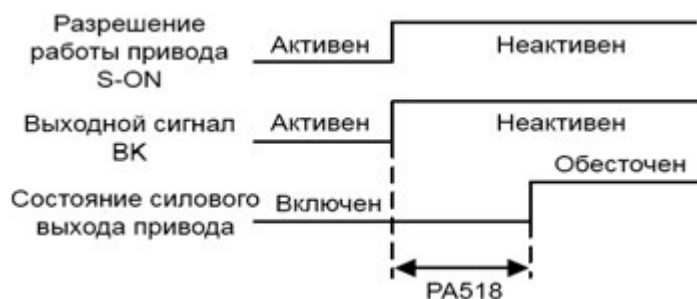 Разрешение
работы привода
S-ON
Активен
Неактивен
Выходной сигнал
BK
Активен
Неактивен
Состояние силового
выхода привода
Включен
Обесточен
PA518